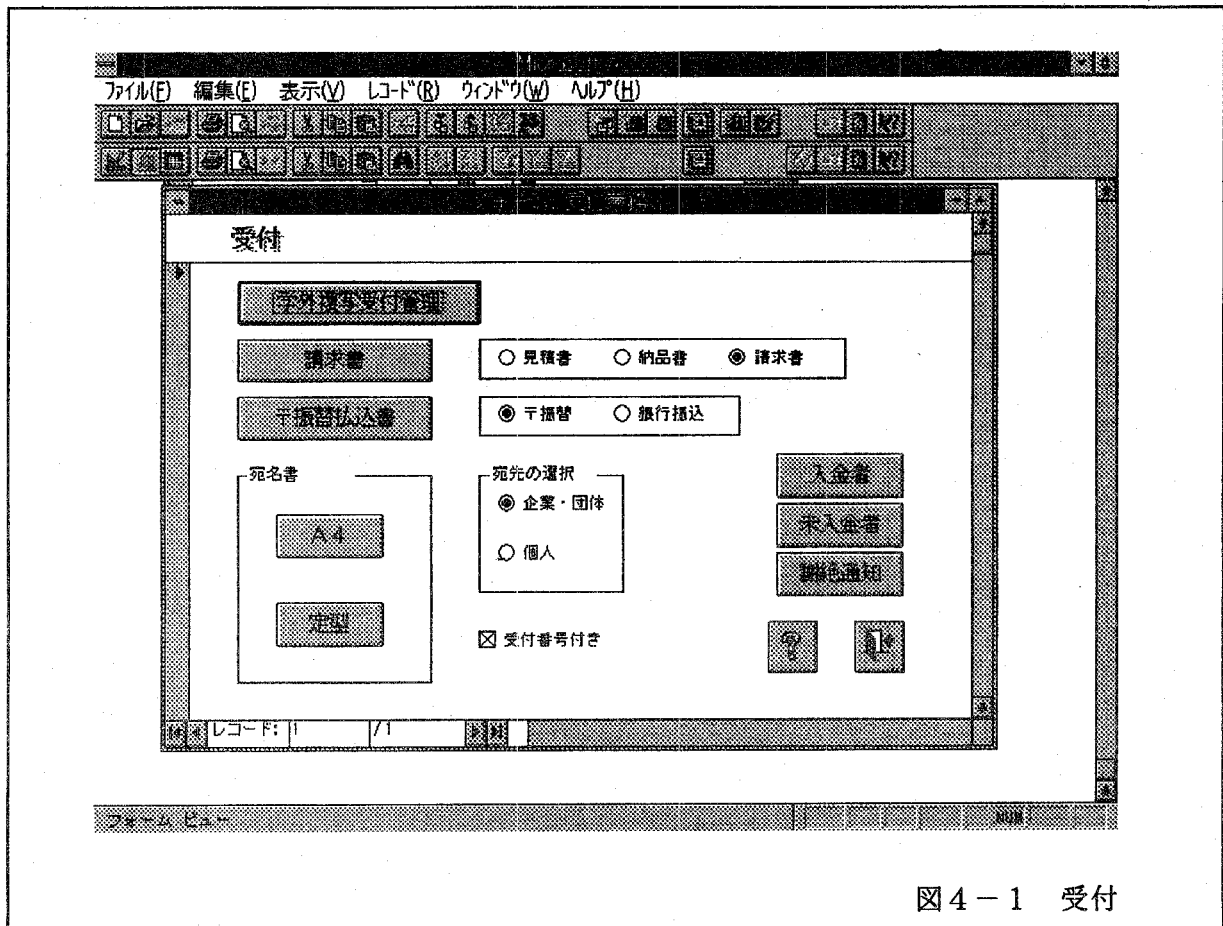 ファイル(F) 編集(E) 表示(V) レコード(R) ウィンドウ(W) ヘルプ(H)
受付
学外複写受付管理
請求書 ○ 見積書 ○ 納品書 ◉ 請求書
〒振替払込書 ◉ 〒振替 ○ 銀行振込
宛名書 宛先の選択
◉ 企業・団体
A4
○ 個人
入金者
未入金者
定型
☒ 受付番号付き
レコード: 1 /1
フォーム ビュー NUM
図4-1 受付